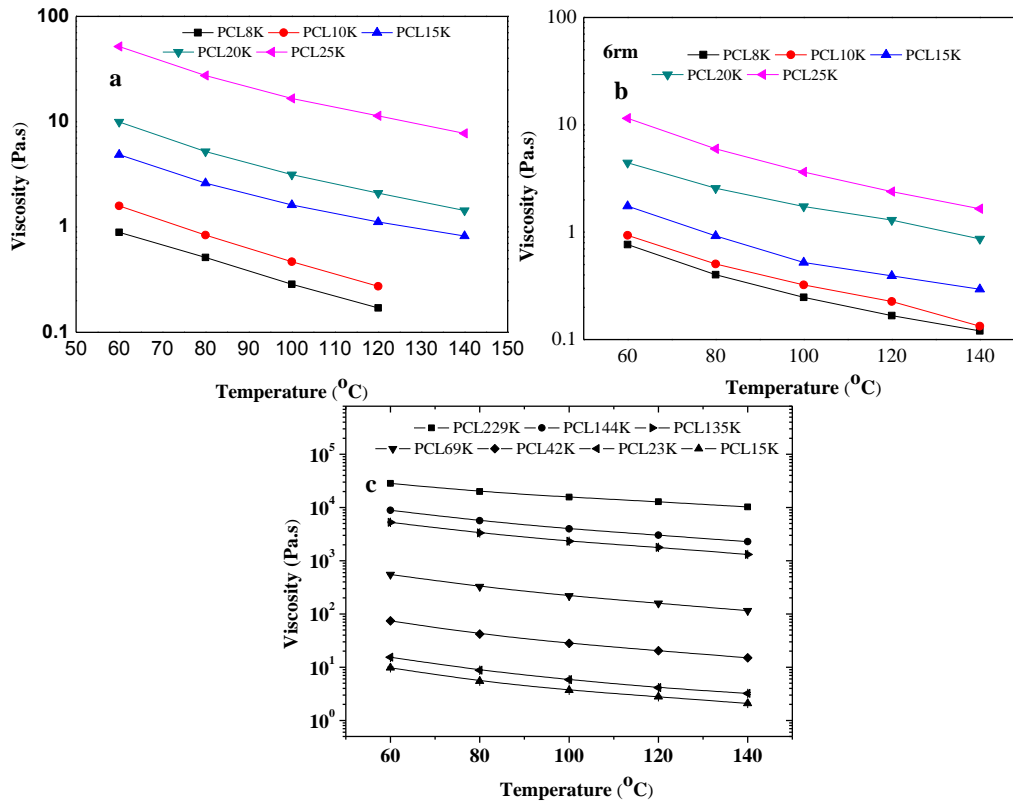 PCL8K PCL10K PCL15K
PCL20K PCL25K
a
100
10
1
0.1
50 60 70 80 90 100 110 120 130 140 150
Viscosity (Pa.s)
Temperature (°C)
6rm
PCL8K PCL10K PCL15K
PCL20K PCL25K
b
100
10
1
0.1
60 80 100 120 140
Viscosity (Pa.s)
Temperature (°C)
PCL229K PCL144K PCL135K
PCL69K PCL42K PCL23K PCL15K
c
10⁵
10⁴
10³
10²
10¹
10⁰
60 80 100 120 140
Viscosity (Pa.s)
Temperature (°C)